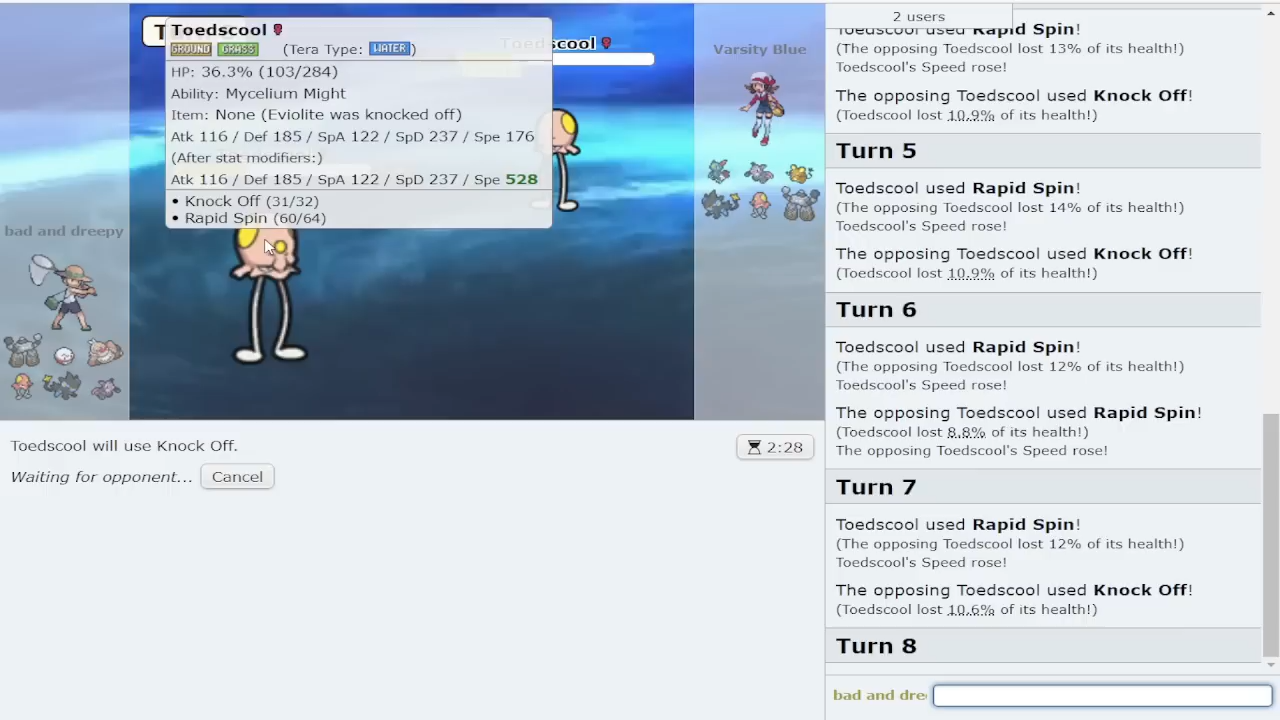 Toedscool
GROUND GRASS (Tera Type: WATER)
HP: 36.3% (103/284)
Ability: Mycelium Might
Item: None (Eviolite was knocked off)
Atk 116 / Def 185 / SpA 122 / SpD 237 / Spe 176
(After stat modifiers:)
Atk 116 / Def 185 / SpA 122 / SpD 237 / Spe 528
• Knock Off (31/32)
• Rapid Spin (60/64)
Varsity Blue
bad and dreepy
Toedscool will use Knock Off.
Waiting for opponent... Cancel
2:28
2 users
(The opposing Toedscool lost 13% of its health!)
Toedscool's Speed rose!
The opposing Toedscool used Knock Off!
(Toedscool lost 10.9% of its health!)
Turn 5
Toedscool used Rapid Spin!
(The opposing Toedscool lost 14% of its health!)
Toedscool's Speed rose!
The opposing Toedscool used Knock Off!
(Toedscool lost 10.9% of its health!)
Turn 6
Toedscool used Rapid Spin!
(The opposing Toedscool lost 12% of its health!)
Toedscool's Speed rose!
The opposing Toedscool used Rapid Spin!
(Toedscool lost 8.8% of its health!)
The opposing Toedscool's Speed rose!
Turn 7
Toedscool used Rapid Spin!
(The opposing Toedscool lost 12% of its health!)
Toedscool's Speed rose!
The opposing Toedscool used Knock Off!
(Toedscool lost 10.6% of its health!)
Turn 8
bad and dre